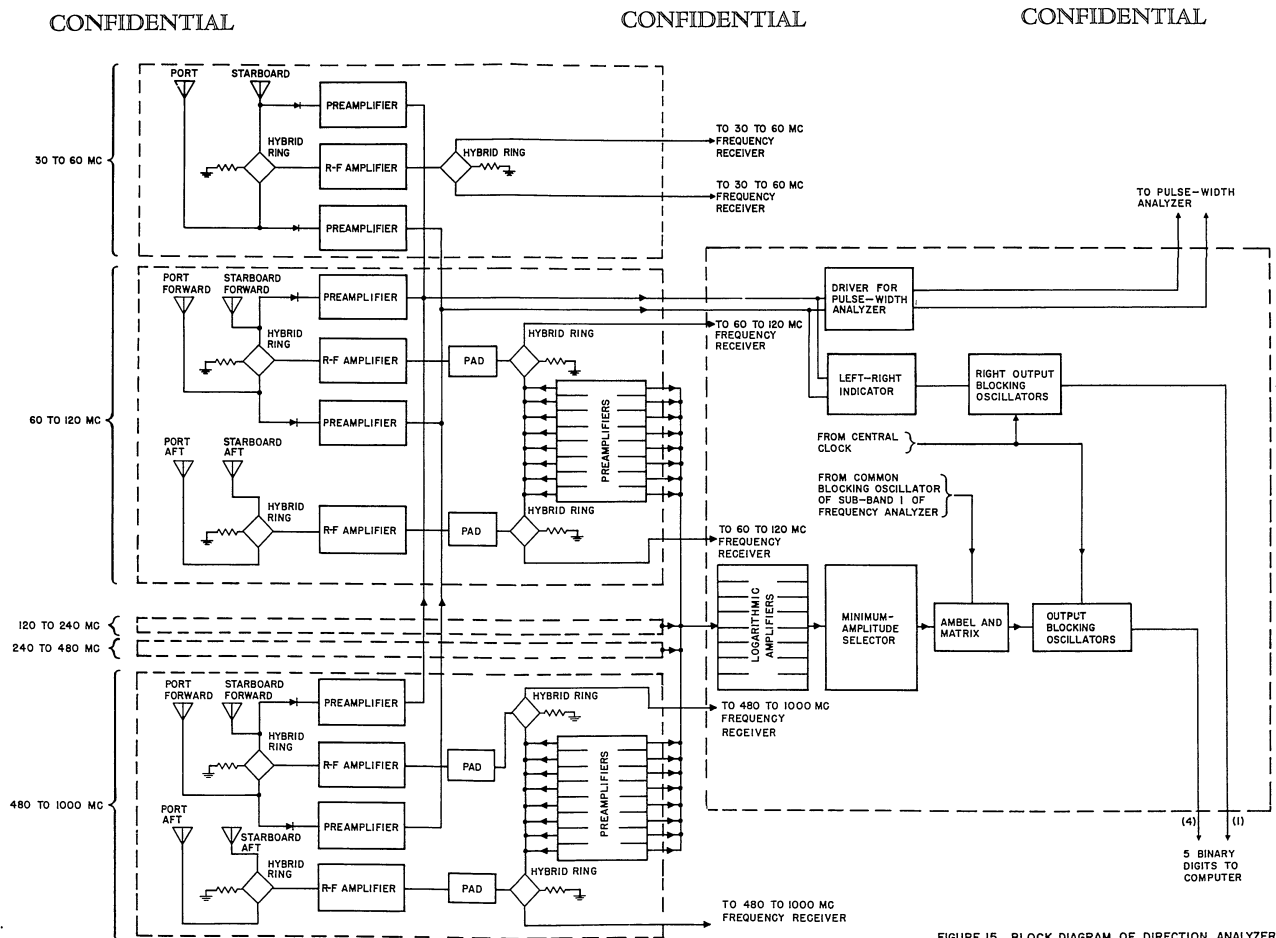 CONFIDENTIAL
CONFIDENTIAL
CONFIDENTIAL
30 TO 60 MC
PORT
STARBOARD
PREAMPLIFIER
HYBRID
RING
R-F AMPLIFIER
HYBRID RING
PREAMPLIFIER
TO 30 TO 60 MC
FREQUENCY
RECEIVER
TO 30 TO 60 MC
FREQUENCY
RECEIVER
60 TO 120 MC
PORT
FORWARD
STARBOARD
FORWARD
PREAMPLIFIER
HYBRID
RING
R-F AMPLIFIER
PAD
HYBRID RING
PREAMPLIFIER
PREAMPLIFIERS
PORT
AFT
STARBOARD
AFT
HYBRID
RING
R-F AMPLIFIER
PAD
HYBRID RING
TO 60 TO 120 MC
FREQUENCY
RECEIVER
TO 60 TO 120 MC
FREQUENCY
RECEIVER
120 TO 240 MC
240 TO 480 MC
480 TO 1000 MC
PORT
FORWARD
STARBOARD
FORWARD
PREAMPLIFIER
HYBRID
RING
R-F AMPLIFIER
PAD
HYBRID RING
PREAMPLIFIER
PREAMPLIFIERS
PORT
AFT
STARBOARD
AFT
HYBRID
RING
R-F AMPLIFIER
PAD
HYBRID RING
TO 480 TO 1000 MC
FREQUENCY
RECEIVER
TO 480 TO 1000 MC
FREQUENCY RECEIVER
TO PULSE-WIDTH
ANALYZER
DRIVER FOR
PULSE-WIDTH
ANALYZER
LEFT-RIGHT
INDICATOR
RIGHT OUTPUT
BLOCKING
OSCILLATORS
FROM CENTRAL
CLOCK
FROM COMMON
BLOCKING OSCILLATOR
OF SUB-BAND I OF
FREQUENCY ANALYZER
LOGARITHMIC
AMPLIFIERS
MINIMUM-
AMPLITUDE
SELECTOR
AMBEL AND
MATRIX
OUTPUT
BLOCKING
OSCILLATORS
(4)
(1)
5 BINARY
DIGITS TO
COMPUTER
FIGURE 15 BLOCK DIAGRAM OF DIRECTION ANALYZER